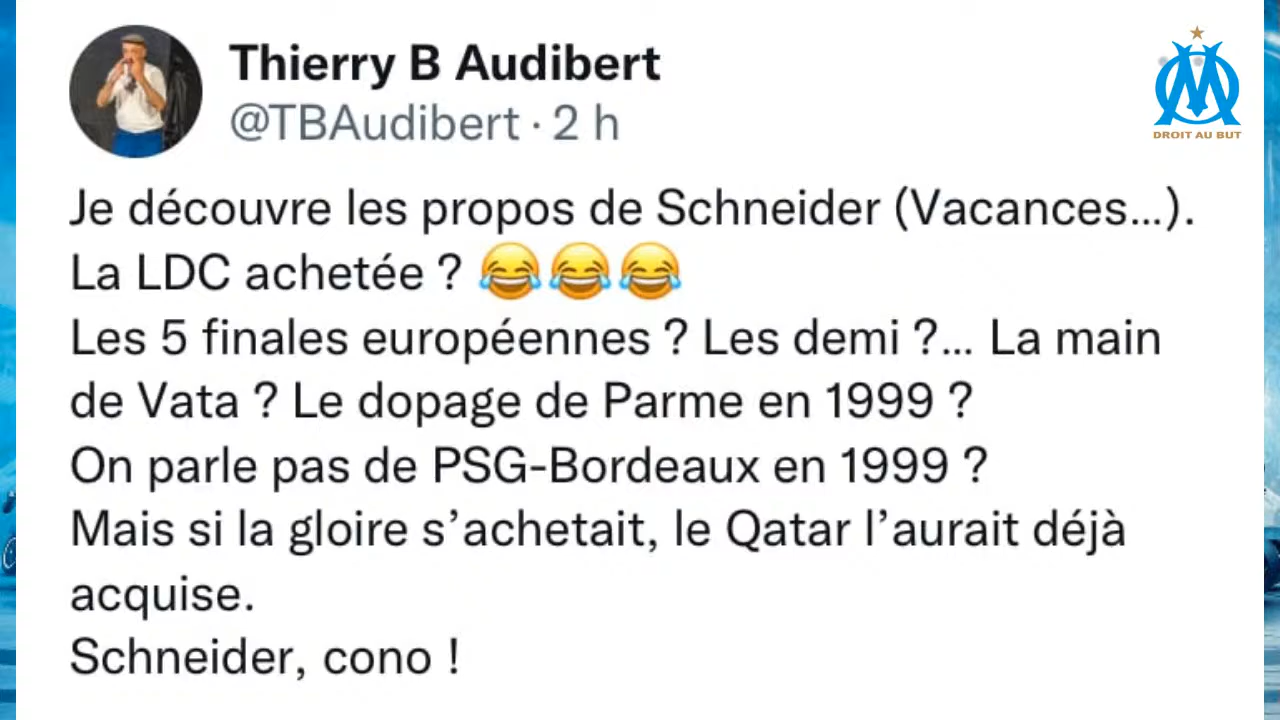 Thierry B Audibert
@TBAudibert · 2 h
DROIT AU BUT
Je découvre les propos de Schneider (Vacances...).
La LDC achetée ? 😂😂😂
Les 5 finales européennes ? Les demi ?... La main
de Vata ? Le dopage de Parme en 1999 ?
On parle pas de PSG-Bordeaux en 1999 ?
Mais si la gloire s’achetait, le Qatar l’aurait déjà
acquise.
Schneider, cono !